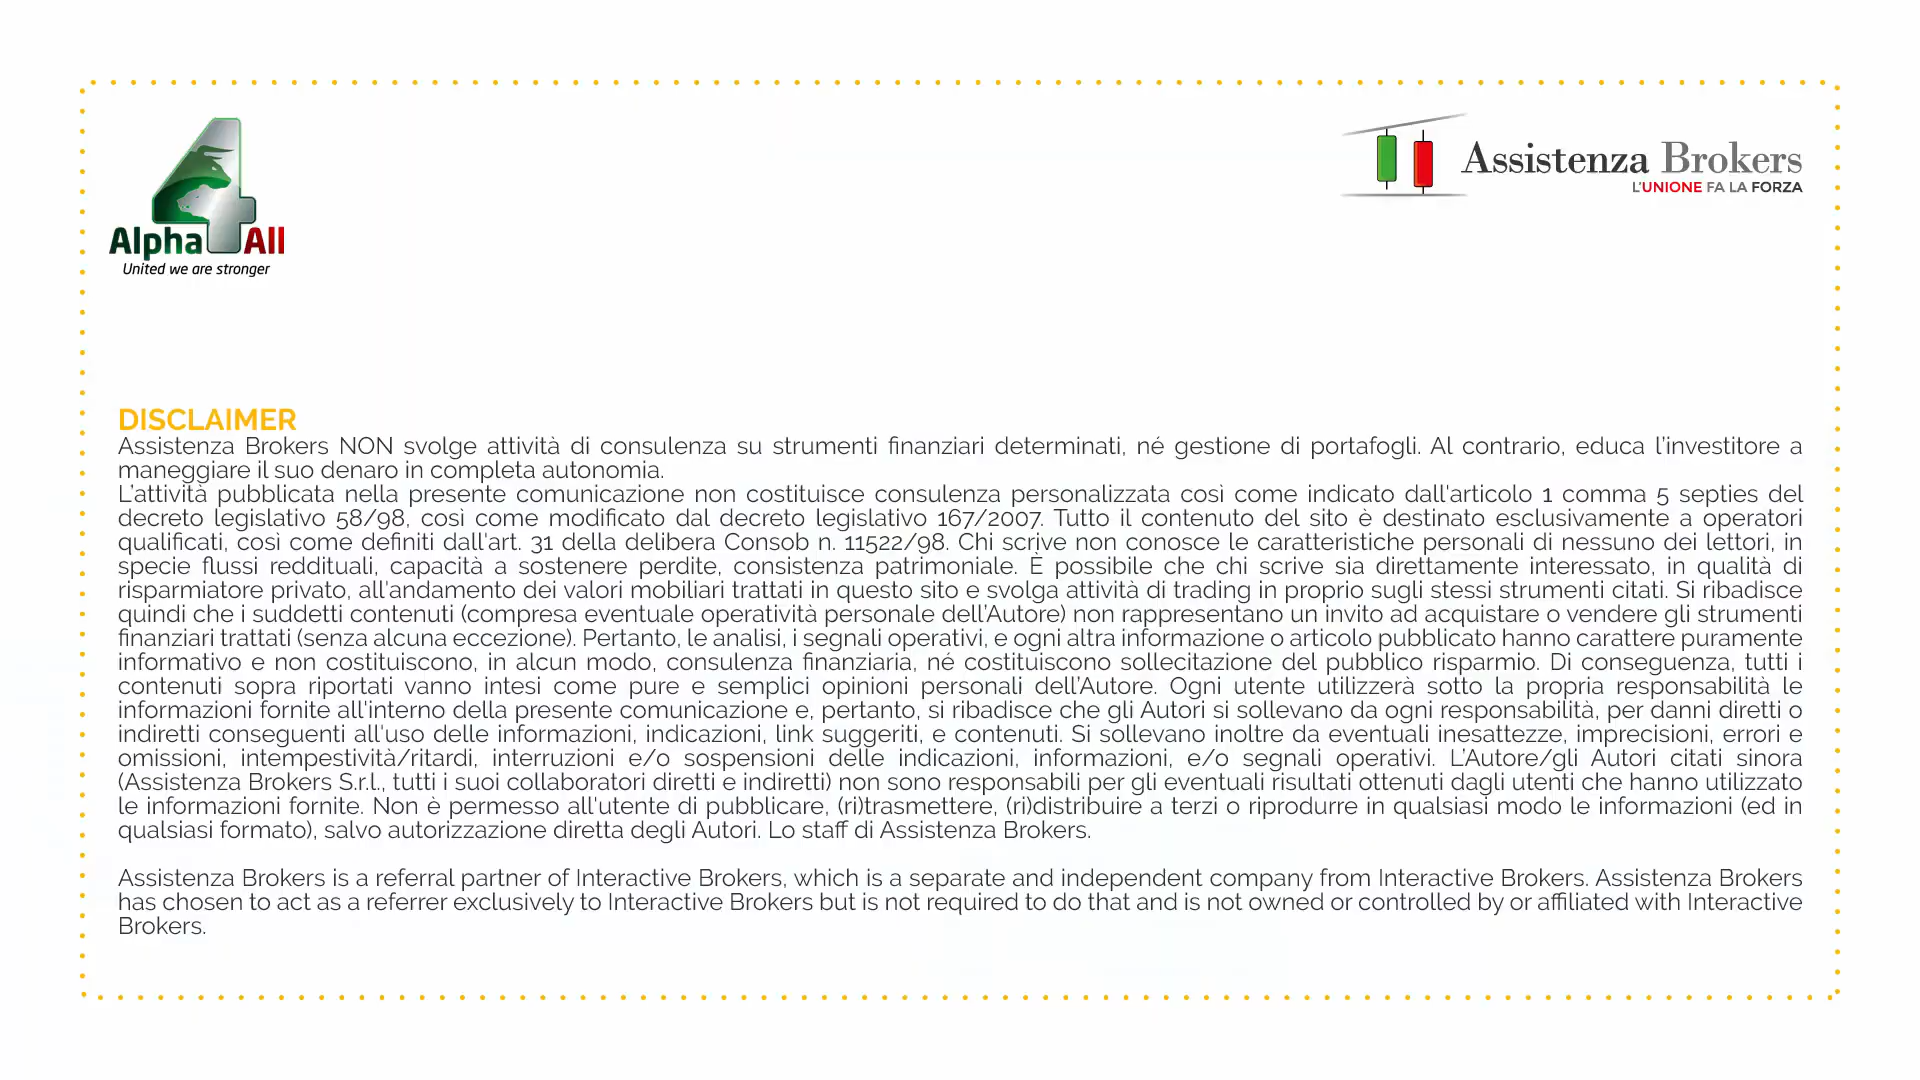 4
Alpha All
United we are stronger
Assistenza Brokers
L'UNIONE FA LA FORZA
DISCLAIMER
Assistenza Brokers NON svolge attività di consulenza su strumenti finanziari determinati, né gestione di portafogli. Al contrario, educa l’investitore a
maneggiare il suo denaro in completa autonomia.
L’attività pubblicata nella presente comunicazione non costituisce consulenza personalizzata così come indicato dall'articolo 1 comma 5 septies del
decreto legislativo 58/98, così come modificato dal decreto legislativo 167/2007. Tutto il contenuto del sito è destinato esclusivamente a operatori
qualificati, così come definiti dall'art. 31 della delibera Consob n. 11522/98. Chi scrive non conosce le caratteristiche personali di nessuno dei lettori, in
specie flussi reddituali, capacità a sostenere perdite, consistenza patrimoniale. È possibile che chi scrive sia direttamente interessato, in qualità di
risparmiatore privato, all'andamento dei valori mobiliari trattati in questo sito e svolga attività di trading in proprio sugli stessi strumenti citati. Si ribadisce
quindi che i suddetti contenuti (compresa eventuale operatività personale dell’Autore) non rappresentano un invito ad acquistare o vendere gli strumenti
finanziari trattati (senza alcuna eccezione). Pertanto, le analisi, i segnali operativi, e ogni altra informazione o articolo pubblicato hanno carattere puramente
informativo e non costituiscono, in alcun modo, consulenza finanziaria, né costituiscono sollecitazione del pubblico risparmio. Di conseguenza, tutti i
contenuti sopra riportati vanno intesi come pure e semplici opinioni personali dell’Autore. Ogni utente utilizzerà sotto la propria responsabilità le
informazioni fornite all'interno della presente comunicazione e, pertanto, si ribadisce che gli Autori si sollevano da ogni responsabilità, per danni diretti o
indiretti conseguenti all'uso delle informazioni, indicazioni, link suggeriti, e contenuti. Si sollevano inoltre da eventuali inesattezze, imprecisioni, errori e
omissioni, intempestività/ritardi, interruzioni e/o sospensioni delle indicazioni, informazioni, e/o segnali operativi. L’Autore/gli Autori citati sinora
(Assistenza Brokers S.r.l., tutti i suoi collaboratori diretti e indiretti) non sono responsabili per gli eventuali risultati ottenuti dagli utenti che hanno utilizzato
le informazioni fornite. Non è permesso all'utente di pubblicare, (ri)trasmettere, (ri)distribuire a terzi o riprodurre in qualsiasi modo le informazioni (ed in
qualsiasi formato), salvo autorizzazione diretta degli Autori. Lo staff di Assistenza Brokers.
Assistenza Brokers is a referral partner of Interactive Brokers, which is a separate and independent company from Interactive Brokers. Assistenza Brokers
has chosen to act as a referrer exclusively to Interactive Brokers but is not required to do that and is not owned or controlled by or affiliated with Interactive
Brokers.